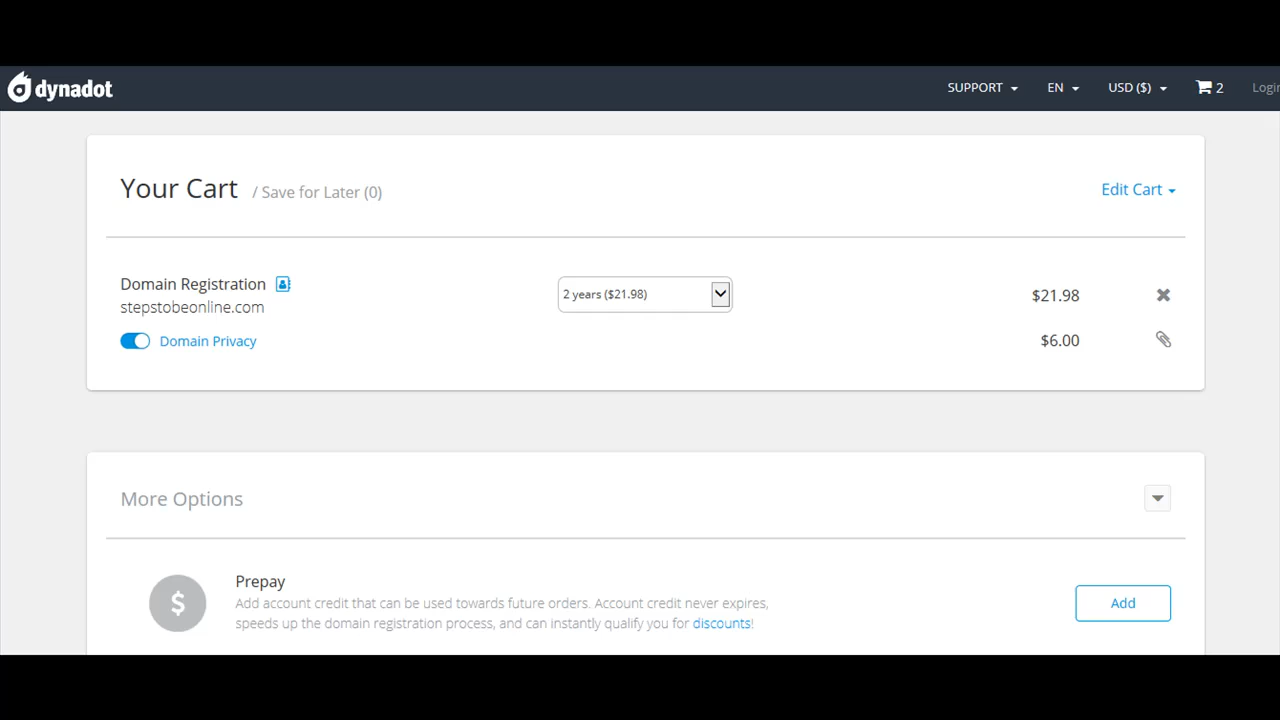 dynadot
SUPPORT EN USD ($) 2 Login
Your Cart / Save for Later (0) Edit Cart
Domain Registration
stepstobeonline.com
2 years ($21.98) $21.98
Domain Privacy $6.00
More Options
$
Prepay
Add account credit that can be used towards future orders. Account credit never expires,
speeds up the domain registration process, and can instantly qualify you for discounts!
Add